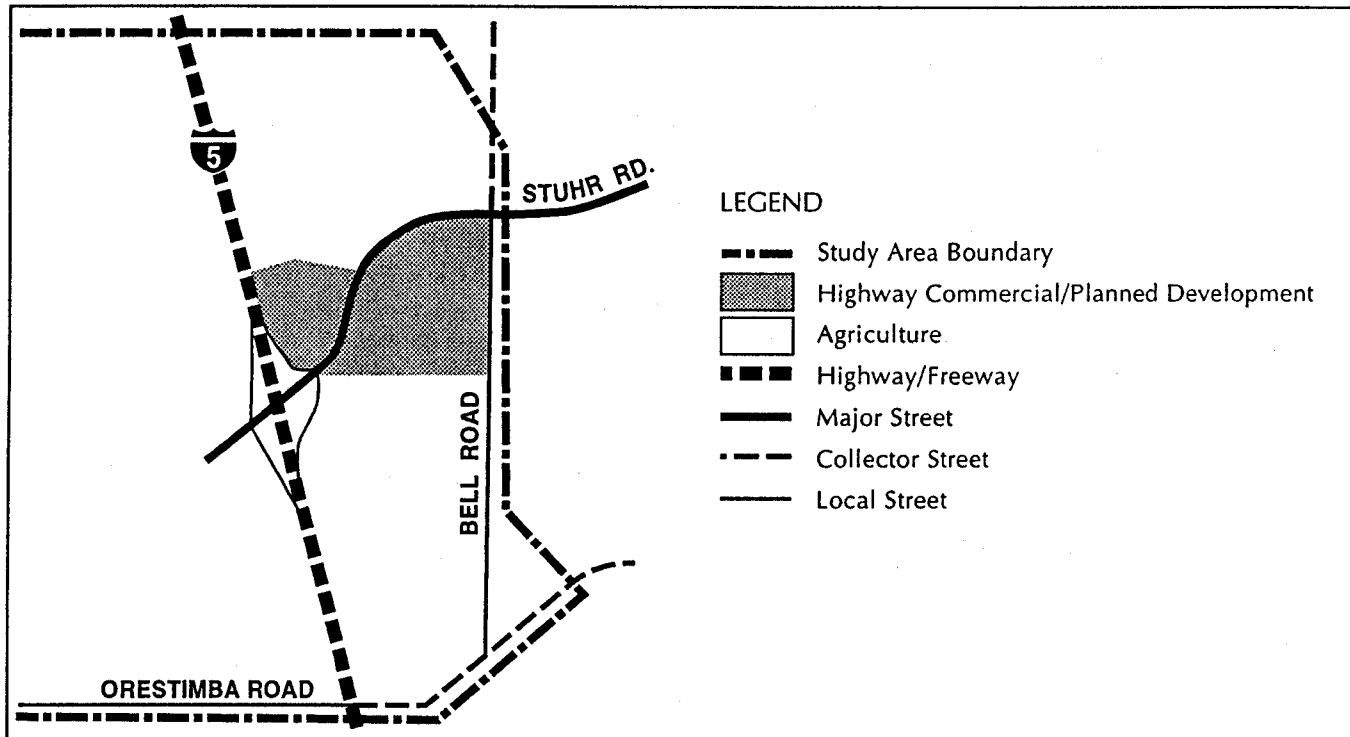 5
STUHR RD.
BELL ROAD
ORESTIMBA ROAD
LEGEND
Study Area Boundary
Highway Commercial/Planned Development
Agriculture
Highway/Freeway
Major Street
Collector Street
Local Street